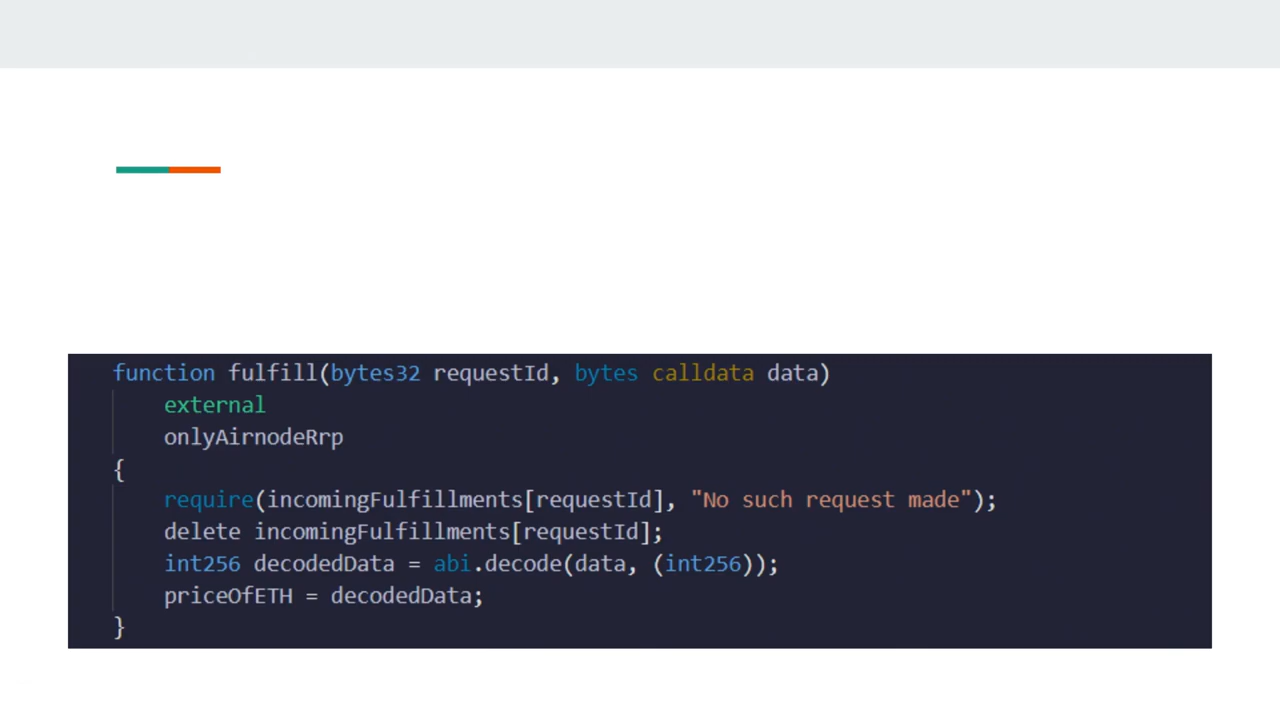 function fulfill(bytes32 requestId, bytes calldata data)
external
onlyAirnodeRrp
{
require(incomingFulfillments[requestId], "No such request made");
delete incomingFulfillments[requestId];
int256 decodedData = abi.decode(data, (int256));
priceOfETH = decodedData;
}